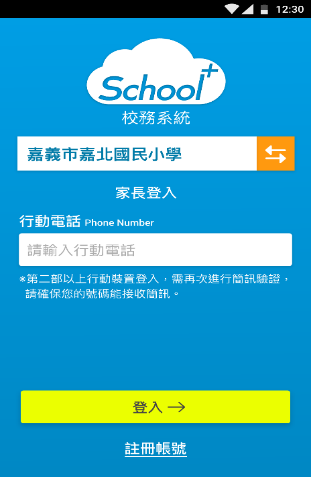 12:30
School+
校務系統
嘉義市嘉北國民小學
家長登入
行動電話 Phone Number
請輸入行動電話
*第二部以上行動裝置登入，需再次進行簡訊驗證，
請確保您的號碼能接收簡訊。
登入 →
註冊帳號